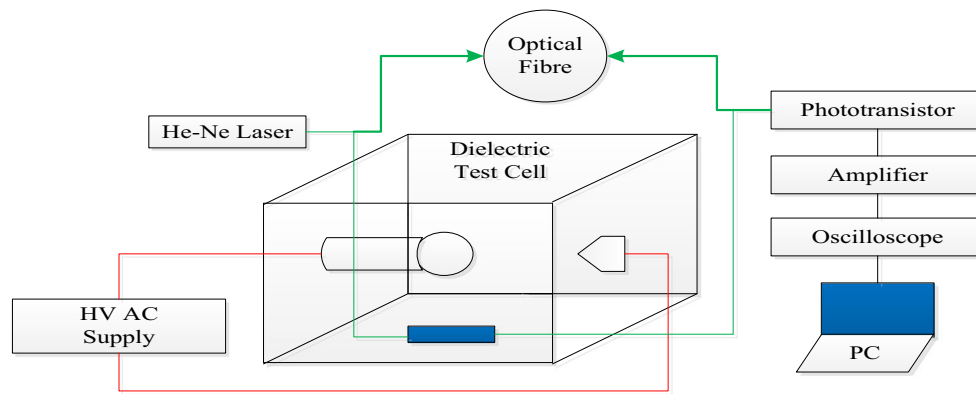 Optical
Fibre
He-Ne Laser
Phototransistor
Dielectric
Test Cell
Amplifier
Oscilloscope
HV AC
Supply
PC